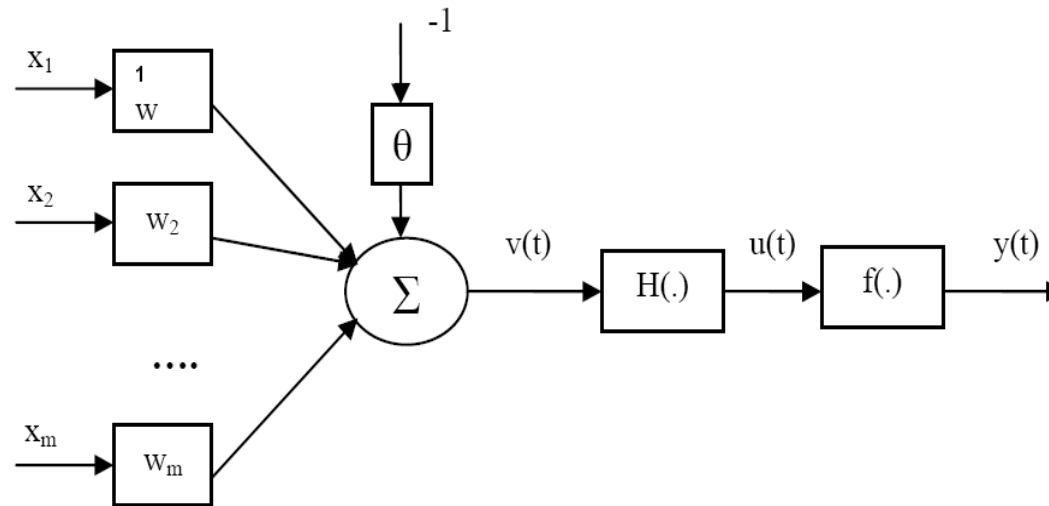 -1
x₁
1
w
θ
x₂
w₂
v(t)
u(t)
y(t)
Σ
H(.)
f(.)
....
xₘ
wₘ